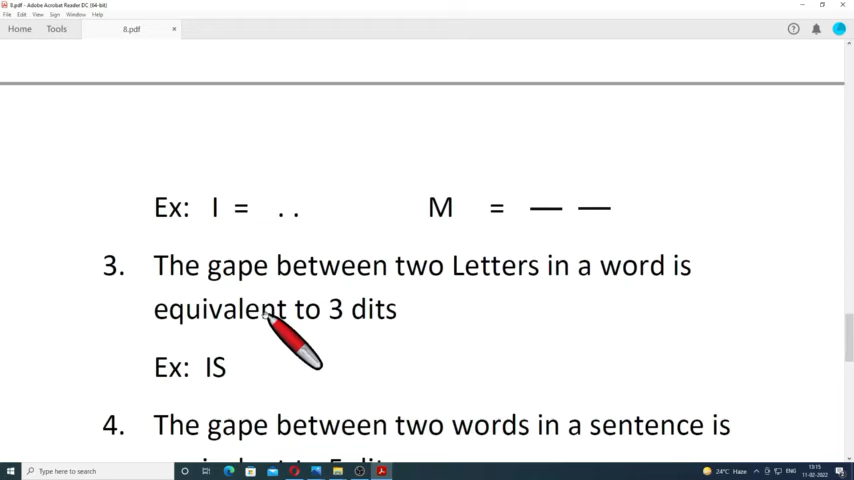 8.pdf - Adobe Acrobat Reader DC (64-bit)
File Edit View Sign Window Help
Home Tools 8.pdf ×
Ex: I = . . M = — —
3. The gape between two Letters in a word is
equivalent to 3 dits
Ex: IS
4. The gape between two words in a sentence is
Type here to search
24°C Haze ENG 13:15
11-02-2022